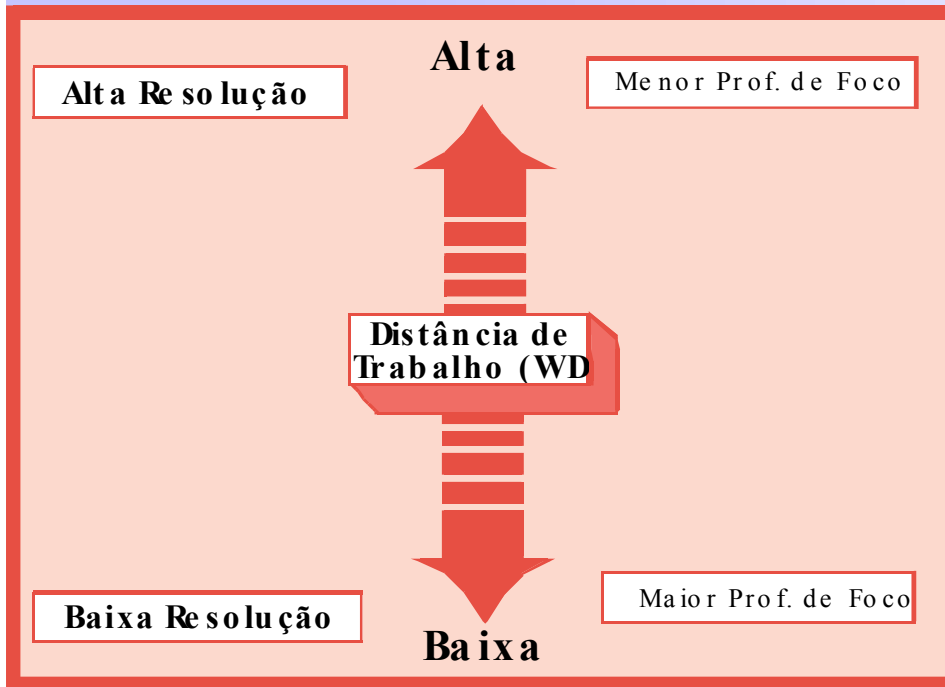 Alta
Alta Resolução
Menor Prof. de Foco
Distância de
Trabalho (WD
Baixa Resolução
Maior Prof. de Foco
Baixa